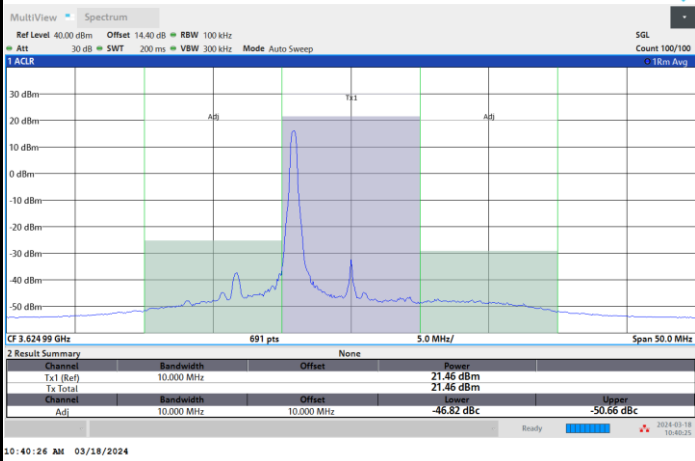 MultiView Spectrum
Ref Level 40.00 dBm Offset 14.40 dB RBW 100 kHz SGL
Att 30 dB SWT 200 ms VBW 300 kHz Mode Auto Sweep Count 100/100
1 ACLR 1Rm Avg
30 dBm
Tx1
20 dBm Adj Adj
10 dBm
0 dBm
-10 dBm
-20 dBm
-30 dBm
-40 dBm
-50 dBm
CF 3.624 99 GHz 691 pts 5.0 MHz/ Span 50.0 MHz
2 Result Summary None
Channel Bandwidth Offset Power
Tx1 (Ref) 10.000 MHz 21.46 dBm
Tx Total 21.46 dBm
Channel Bandwidth Offset Lower Upper
Adj 10.000 MHz 10.000 MHz -46.82 dBc -50.66 dBc
Ready 2024-03-18
10:40:25
10:40:26 AM 03/18/2024